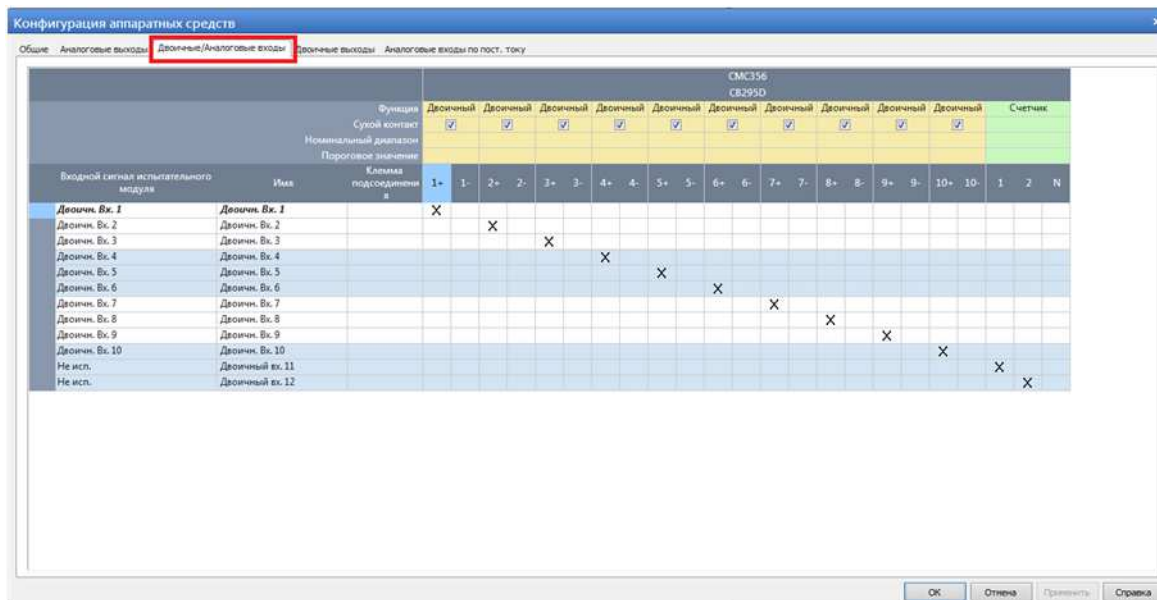 Конфигурация аппаратных средств
Общие Аналоговые выходы Двоичные/Аналоговые входы Двоичные выходы Аналоговые входы по пост. току
CMC356
CB295D
Функция Двоичный Двоичный Двоичный Двоичный Двоичный Двоичный Двоичный Двоичный Двоичный Двоичный Счетчик
Сухой контакт
Номинальный диапазон
Пороговое значение
Входной сигнал испытательного модуля Имя Клемма подсоединения 1+ 1- 2+ 2- 3+ 3- 4+ 4- 5+ 5- 6+ 6- 7+ 7- 8+ 8- 9+ 9- 10+ 10- 1 2 N
Двоичн. Вх. 1 Двоичн. Вх. 1 X
Двоичн. Вх. 2 Двоичн. Вх. 2 X
Двоичн. Вх. 3 Двоичн. Вх. 3 X
Двоичн. Вх. 4 Двоичн. Вх. 4 X
Двоичн. Вх. 5 Двоичн. Вх. 5 X
Двоичн. Вх. 6 Двоичн. Вх. 6 X
Двоичн. Вх. 7 Двоичн. Вх. 7 X
Двоичн. Вх. 8 Двоичн. Вх. 8 X
Двоичн. Вх. 9 Двоичн. Вх. 9 X
Двоичн. Вх. 10 Двоичн. Вх. 10 X
Не исп. Двоичный вх. 11 X
Не исп. Двоичный вх. 12 X
OK Отмена Применить Справка